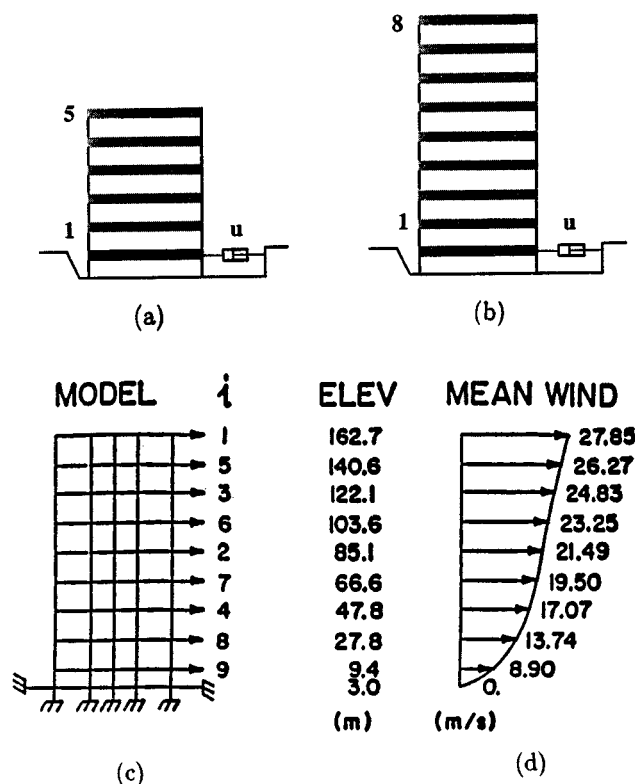 8
5
1
u
1
u
(a)
(b)
MODEL i ELEV MEAN WIND
1 162.7 27.85
5 140.6 26.27
3 122.1 24.83
6 103.6 23.25
2 85.1 21.49
7 66.6 19.50
4 47.8 17.07
8 27.8 13.74
9 9.4 8.90
3.0 0.
(m) (m/s)
(c)
(d)